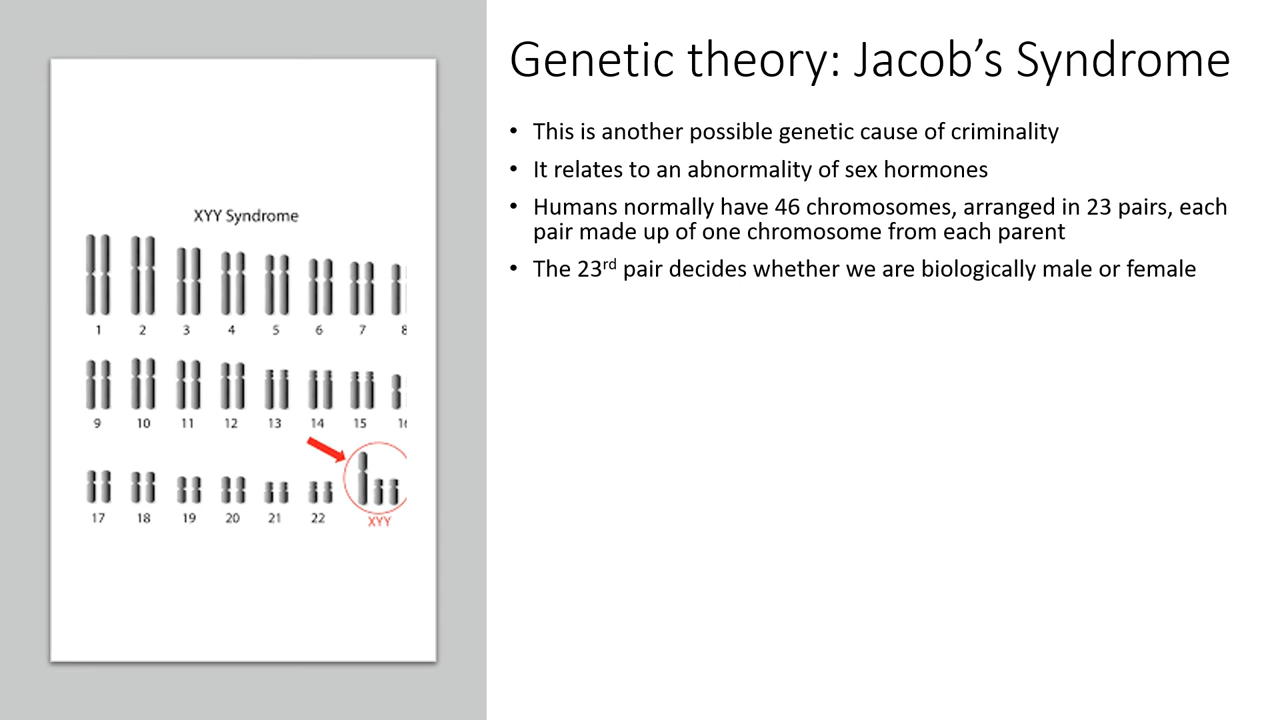 Genetic theory: Jacob’s Syndrome
• This is another possible genetic cause of criminality
• It relates to an abnormality of sex hormones
• Humans normally have 46 chromosomes, arranged in 23 pairs, each
pair made up of one chromosome from each parent
• The 23rd pair decides whether we are biologically male or female
XYY Syndrome
1 2 3 4 5 6 7 8
9 10 11 12 13 14 15
17 18 19 20 21 22 XYY